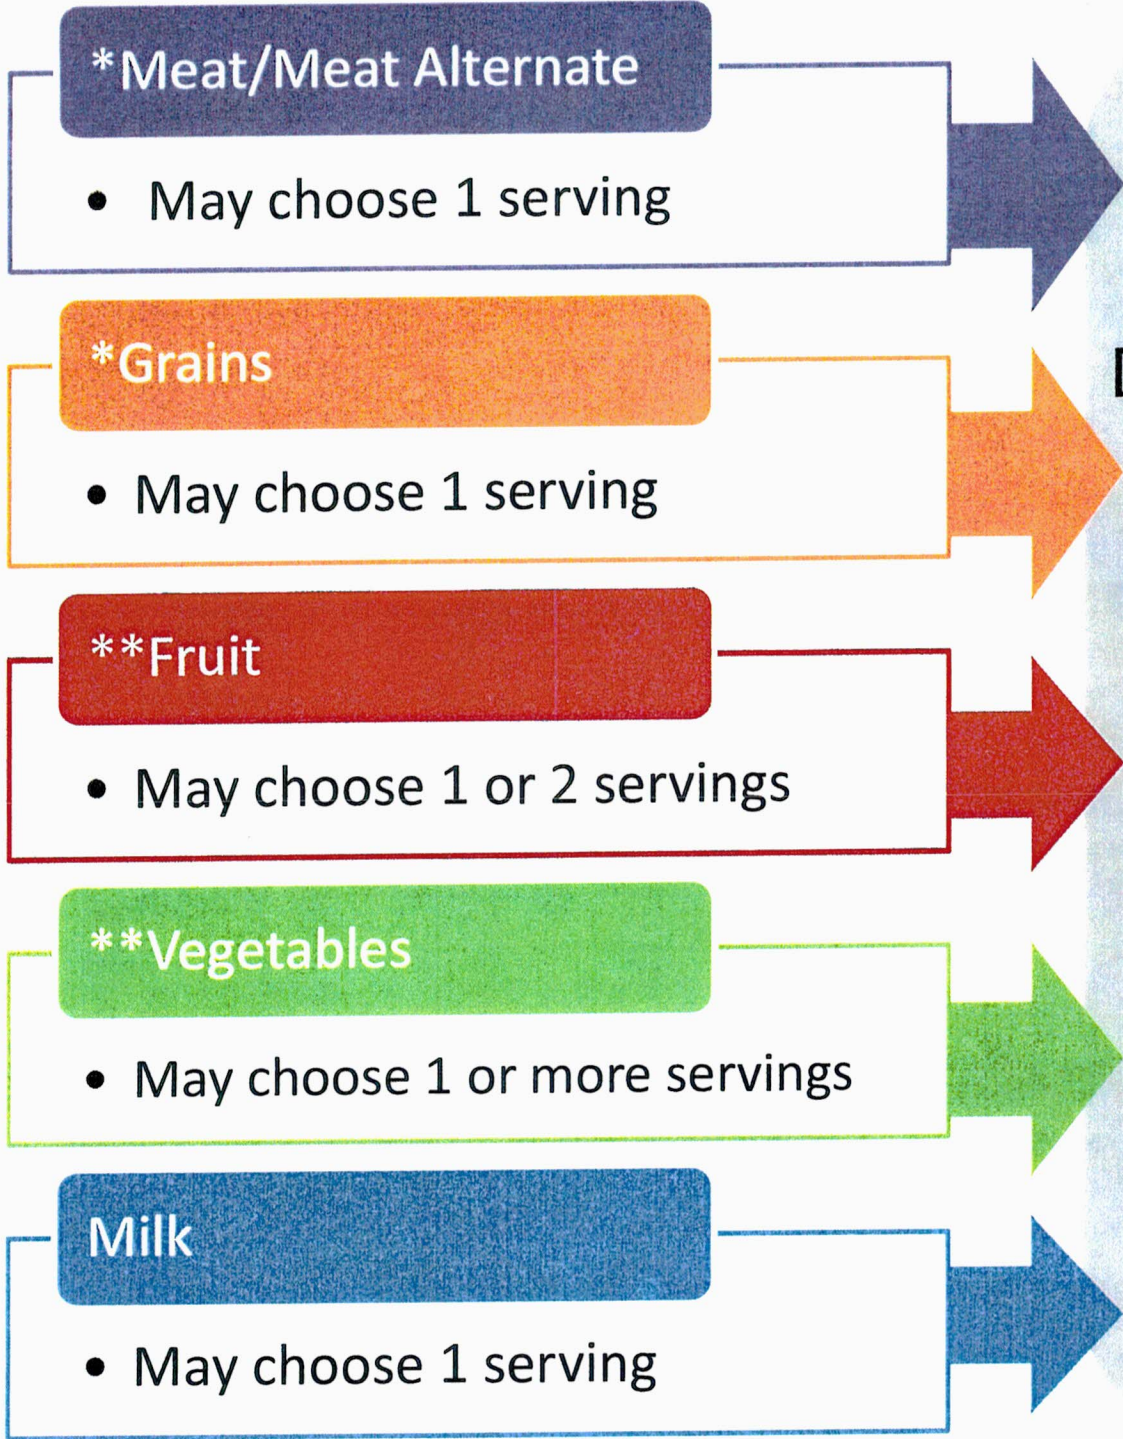 *Meat/Meat Alternate
• May choose 1 serving
*Grains
• May choose 1 serving
**Fruit
• May choose 1 or 2 servings
**Vegetables
• May choose 1 or more servings
Milk
• May choose 1 serving